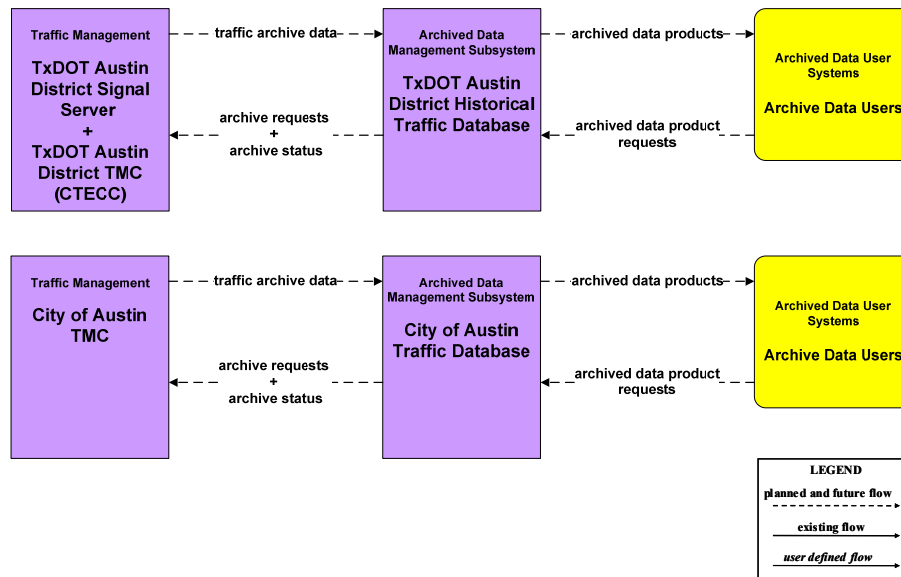 Traffic Management
TxDOT Austin
District Signal
Server
+
TxDOT Austin
District TMC
(CTECC)
traffic archive data
archive requests
+
archive status
Archived Data
Management Subsystem
TxDOT Austin
District Historical
Traffic Database
archived data products
archived data product
requests
Archived Data User
Systems
Archive Data Users
Traffic Management
City of Austin
TMC
traffic archive data
archive requests
+
archive status
Archived Data
Management Subsystem
City of Austin
Traffic Database
archived data products
archived data product
requests
Archived Data User
Systems
Archive Data Users
LEGEND
planned and future flow
existing flow
user defined flow